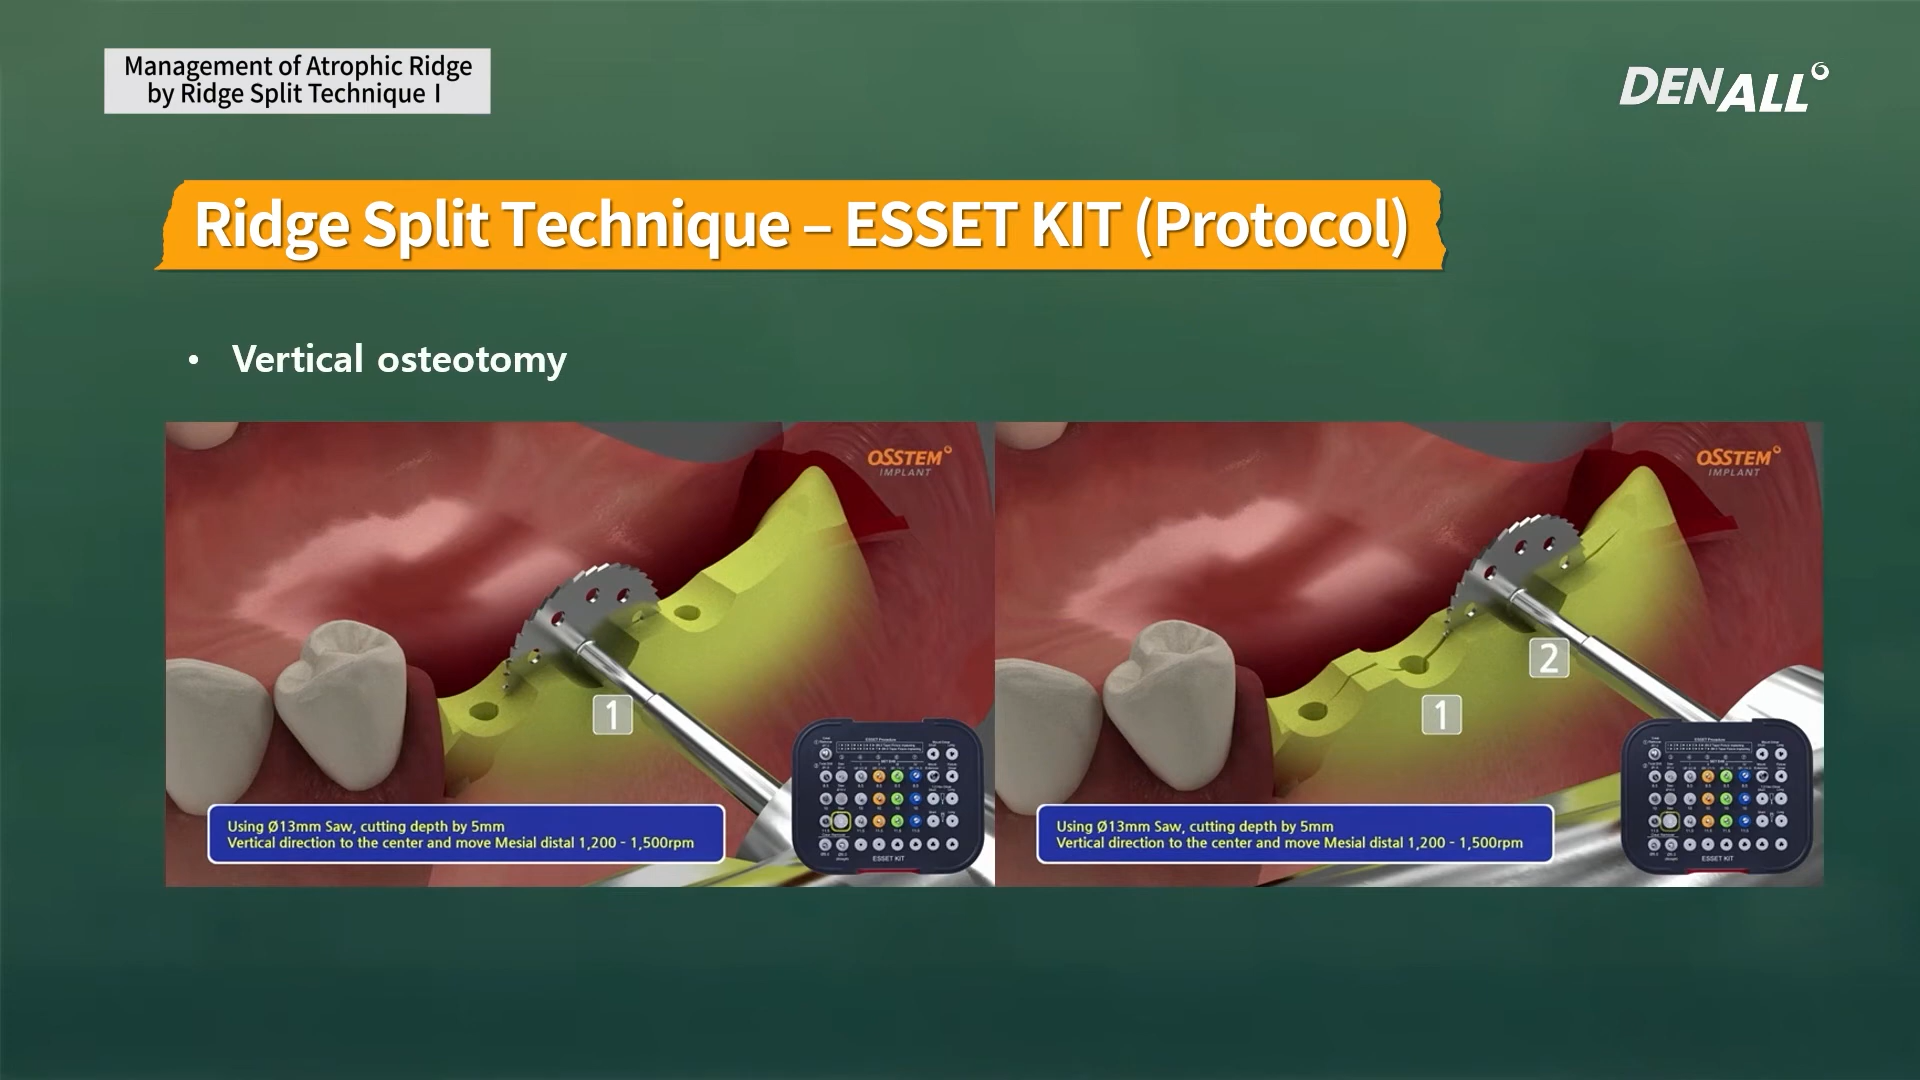 Management of Atrophic Ridge
by Ridge Split Technique I
DENALL
Ridge Split Technique – ESSET KIT (Protocol)
• Vertical osteotomy
OSSTEM
IMPLANT
1
Using Ø13mm Saw, cutting depth by 5mm
Vertical direction to the center and move Mesial distal 1,200 - 1,500rpm
ESSET KIT
OSSTEM
IMPLANT
2
1
Using Ø13mm Saw, cutting depth by 5mm
Vertical direction to the center and move Mesial distal 1,200 - 1,500rpm
ESSET KIT